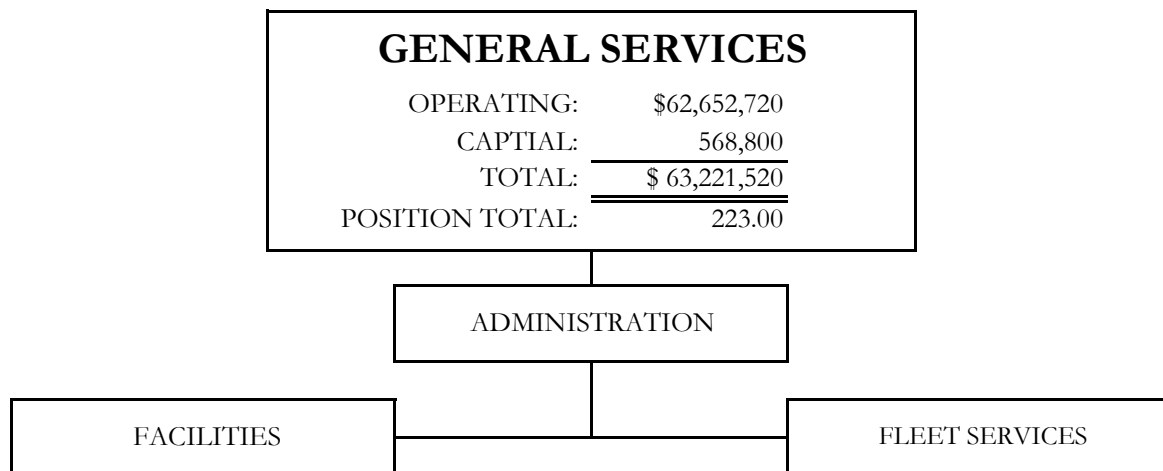 GENERAL SERVICES
OPERATING: $62,652,720
CAPTIAL: 568,800
TOTAL: $ 63,221,520
POSITION TOTAL: 223.00
ADMINISTRATION
FACILITIES FLEET SERVICES